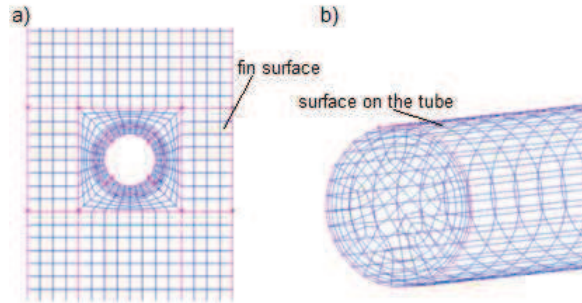 a)
b)
fin surface
surface on the tube